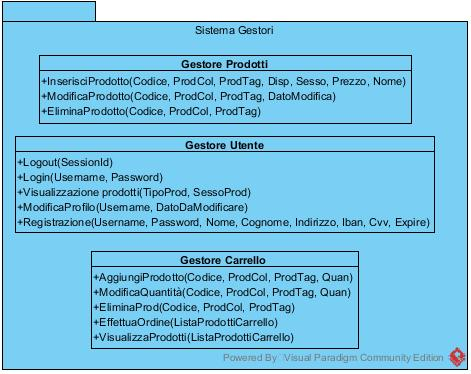 Sistema Gestori
Gestore Prodotti
+InserisciProdotto(Codice, ProdCol, ProdTag, Disp, Sesso, Prezzo, Nome)
+ModificaProdotto(Codice, ProdCol, ProdTag, DatoModifica)
+EliminaProdotto(Codice, ProdCol, ProdTag)
Gestore Utente
+Logout(SessionId)
+Login(Username, Password)
+Visualizzazione prodotti(TipoProd, SessoProd)
+ModificaProfilo(Username, DatoDaModificare)
+Registrazione(Username, Password, Nome, Cognome, Indirizzo, Iban, Cvv, Expire)
Gestore Carrello
+AggiungiProdotto(Codice, ProdCol, ProdTag, Quan)
+ModificaQuantità(Codice, ProdCol, ProdTag, Quan)
+EliminaProd(Codice, ProdCol, ProdTag)
+EffettuaOrdine(ListaProdottiCarrello)
+VisualizzaProdotti(ListaProdottiCarrello)
Powered By Visual Paradigm Community Edition